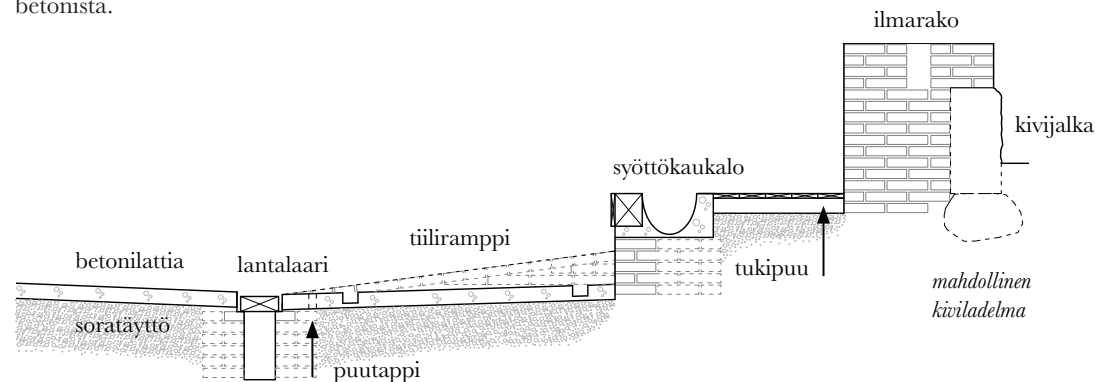 betonista.
ilmarako
kivijalka
syöttökaukalo
tiiliramppi
betonilattia
lantalaari
tukipuu
mahdollinen
kiviladelma
soratäyttö
puutappi